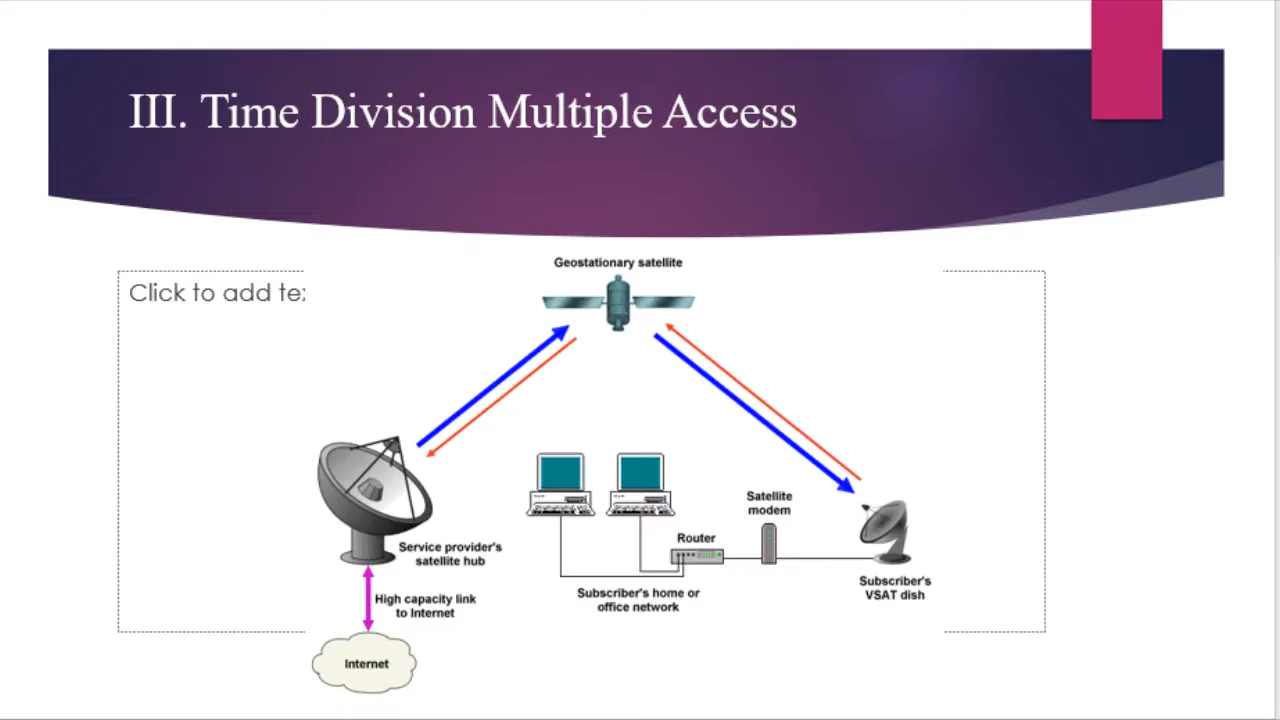 III. Time Division Multiple Access
Geostationary satellite
Click to add te
Satellite
modem
Router
Service provider's
satellite hub
Subscriber's
VSAT dish
Subscriber's home or
office network
High capacity link
to Internet
Internet